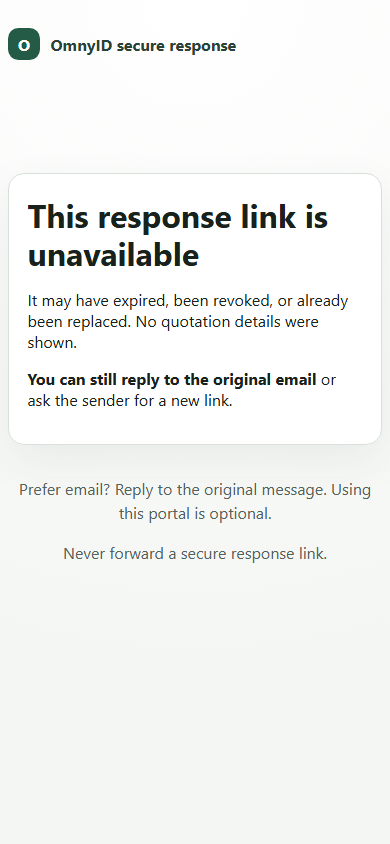 O OmnyID secure response
This response link is
unavailable
It may have expired, been revoked, or already
been replaced. No quotation details were
shown.
You can still reply to the original email or
ask the sender for a new link.
Prefer email? Reply to the original message. Using
this portal is optional.
Never forward a secure response link.